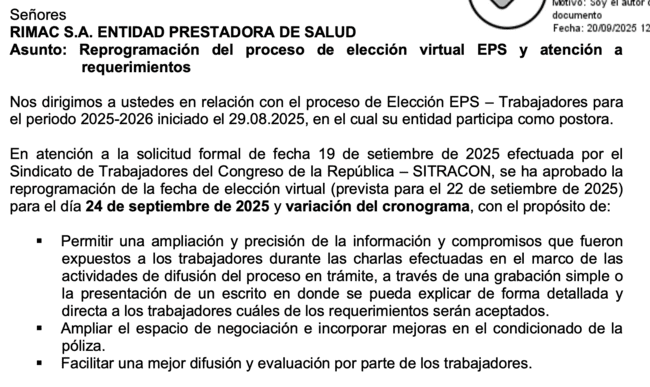 Motivo: Soy el autor
documento
Fecha: 20/09/2025 12
Señores
RIMAC S.A. ENTIDAD PRESTADORA DE SALUD
Asunto: Reprogramación del proceso de elección virtual EPS y atención a
requerimientos
Nos dirigimos a ustedes en relación con el proceso de Elección EPS – Trabajadores para
el periodo 2025-2026 iniciado el 29.08.2025, en el cual su entidad participa como postora.
En atención a la solicitud formal de fecha 19 de setiembre de 2025 efectuada por el
Sindicato de Trabajadores del Congreso de la República – SITRACON, se ha aprobado la
reprogramación de la fecha de elección virtual (prevista para el 22 de setiembre de 2025)
para el día 24 de septiembre de 2025 y variación del cronograma, con el propósito de:
▪ Permitir una ampliación y precisión de la información y compromisos que fueron
expuestos a los trabajadores durante las charlas efectuadas en el marco de las
actividades de difusión del proceso en trámite, a través de una grabación simple o
la presentación de un escrito en donde se pueda explicar de forma detallada y
directa a los trabajadores cuáles de los requerimientos serán aceptados.
▪ Ampliar el espacio de negociación e incorporar mejoras en el condicionado de la
póliza.
▪ Facilitar una mejor difusión y evaluación por parte de los trabajadores.